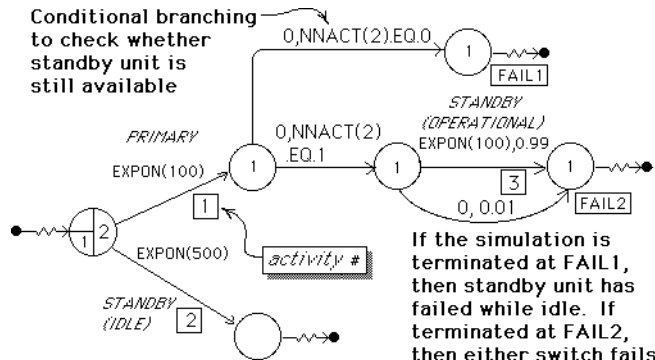 Conditional branching
to check whether
standby unit is
still available
0,NNACT(2).EQ.0
1
FAIL1
PRIMARY
EXPON(100)
1
0,NNACT(2)
.EQ.1
1
STANDBY
(OPERATIONAL)
EXPON(100),0.99
3
0, 0.01
1
FAIL2
1
2
1
EXPON(500)
activity #
STANDBY
(IDLE)
2
If the simulation is
terminated at FAIL1,
then standby unit has
failed while idle. If
terminated at FAIL2,
then either switch fails